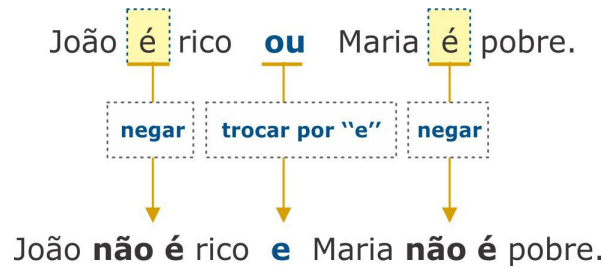 João é rico ou Maria é pobre.
negar trocar por “e” negar
João não é rico e Maria não é pobre.